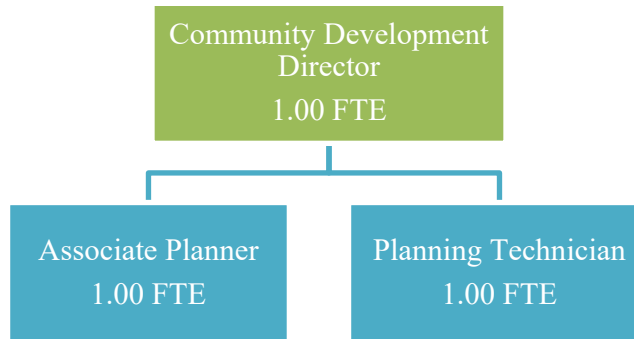 Community Development
Director
1.00 FTE
Associate Planner
1.00 FTE
Planning Technician
1.00 FTE